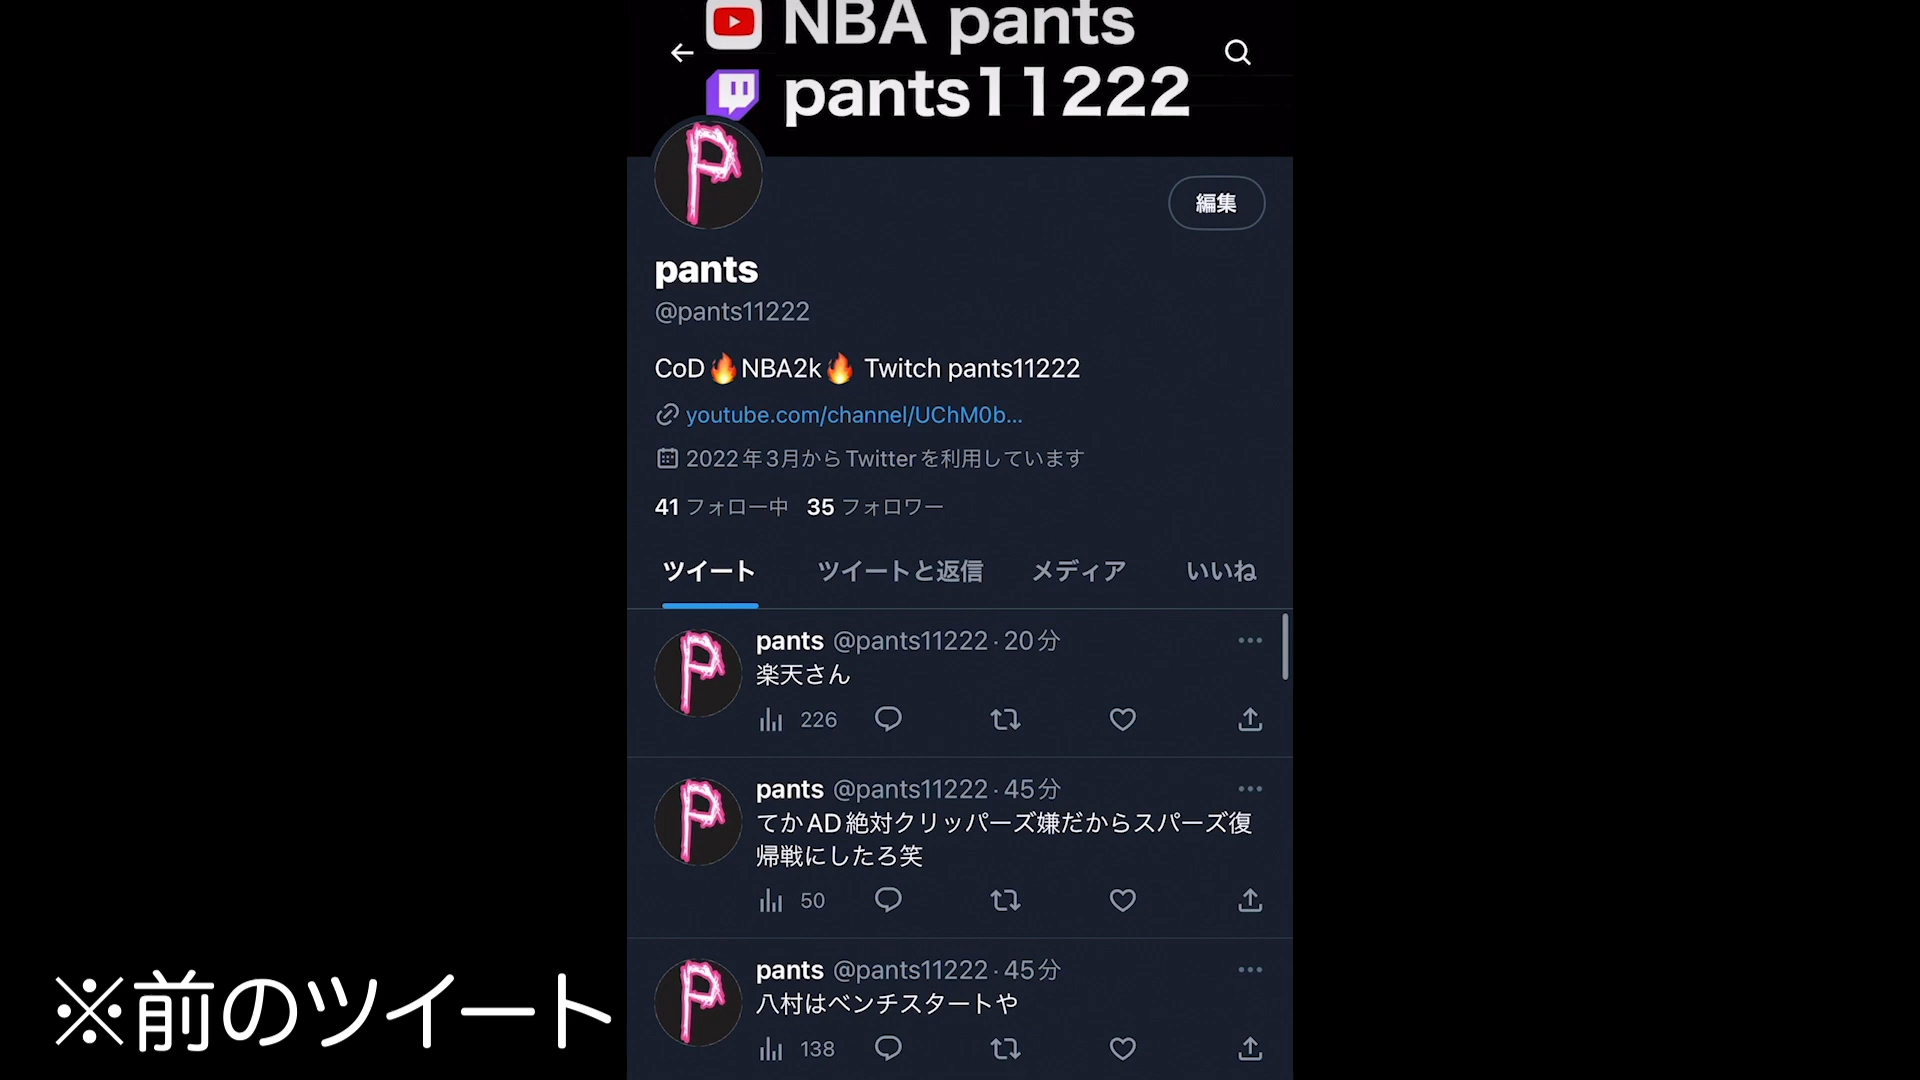 NBA pants
pants11222
編集
pants
@pants11222
CoD🔥NBA2k🔥 Twitch pants11222
youtube.com/channel/UChM0b...
2022年3月からTwitterを利用しています
41 フォロー中 35 フォロワー
ツイート ツイートと返信 メディア いいね
pants @pants11222 · 20分
楽天さん
226
pants @pants11222 · 45分
てかAD絶対クリッパーズ嫌だからスパーズ復
帰戦にしたろ笑
50
pants @pants11222 · 45分
八村はベンチスタートや
138
※前のツイート